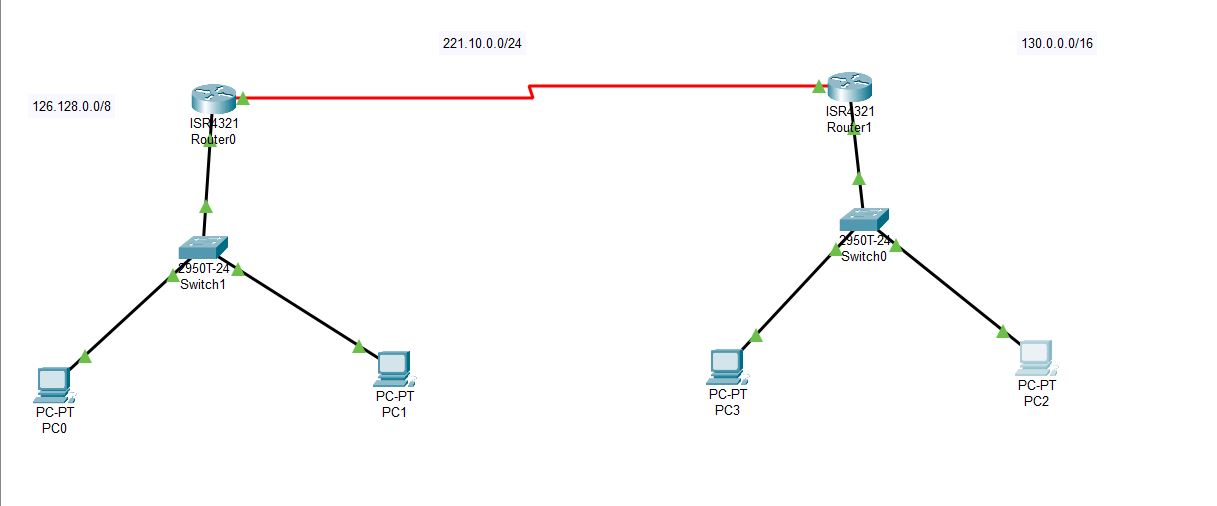 221.10.0.0/24
130.0.0.0/16
126.128.0.0/8
ISR4321
Router0
ISR4321
Router1
2950T-24
Switch1
2950T-24
Switch0
PC-PT
PC0
PC-PT
PC1
PC-PT
PC3
PC-PT
PC2